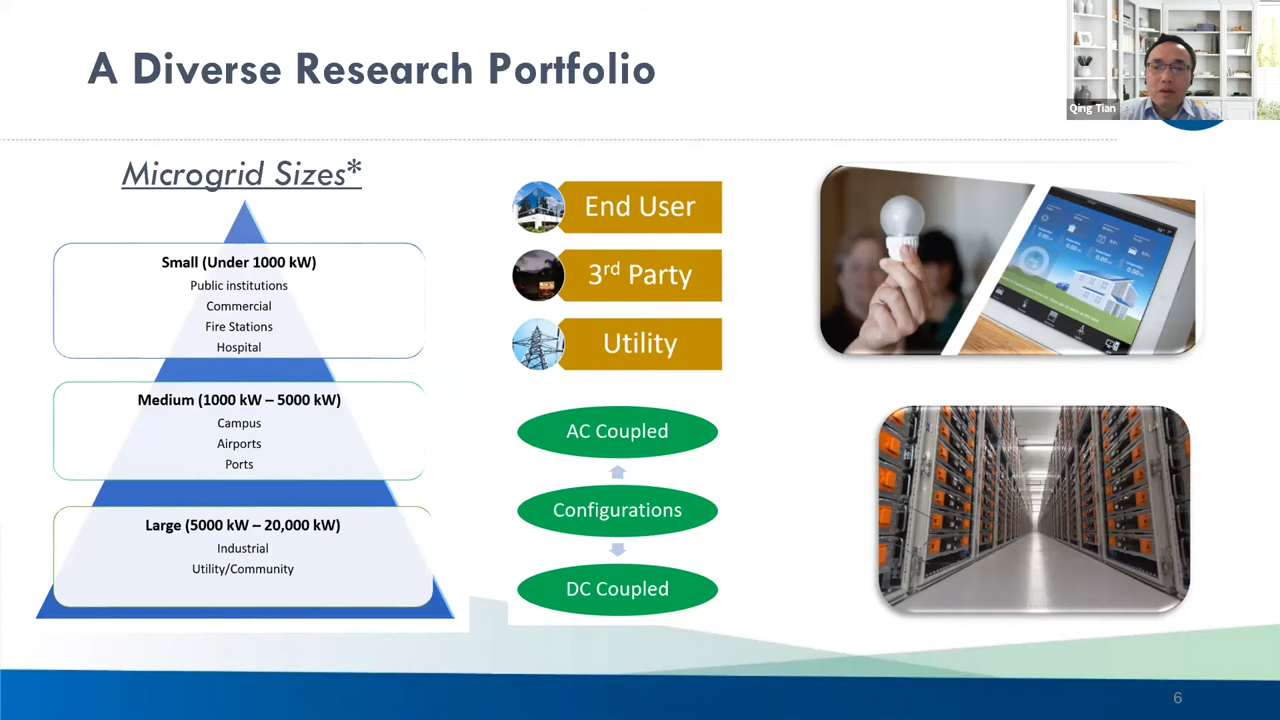 A Diverse Research Portfolio
Qing Tian
Microgrid Sizes*
Small (Under 1000 kW)
Public institutions
Commercial
Fire Stations
Hospital
Medium (1000 kW – 5000 kW)
Campus
Airports
Ports
Large (5000 kW – 20,000 kW)
Industrial
Utility/Community
End User
3rd Party
Utility
AC Coupled
Configurations
DC Coupled
6